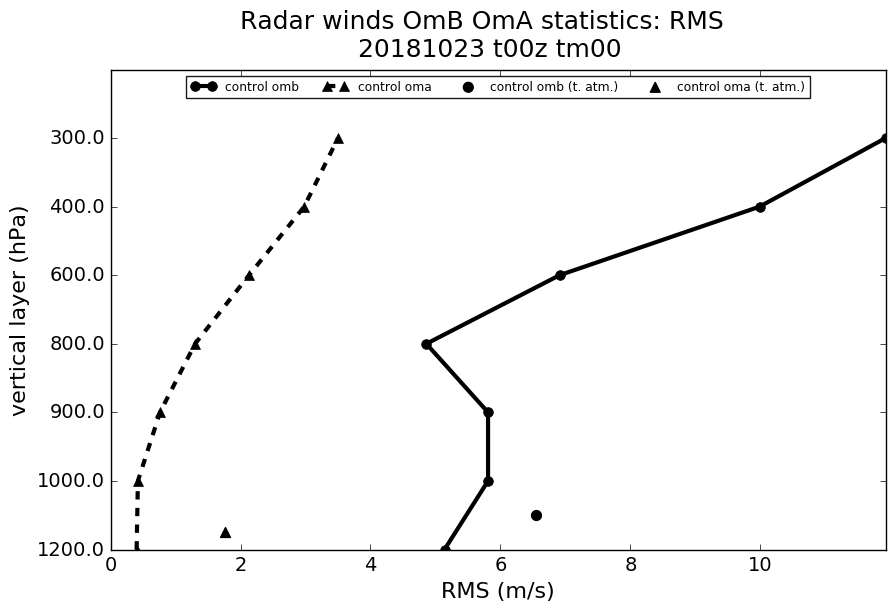 Radar winds OmB OmA statistics: RMS
20181023 t00z tm00
control omb
control oma
control omb (t. atm.)
control oma (t. atm.)
vertical layer (hPa)
300.0
400.0
600.0
800.0
900.0
1000.0
1200.0
0
2
4
6
8
10
RMS (m/s)